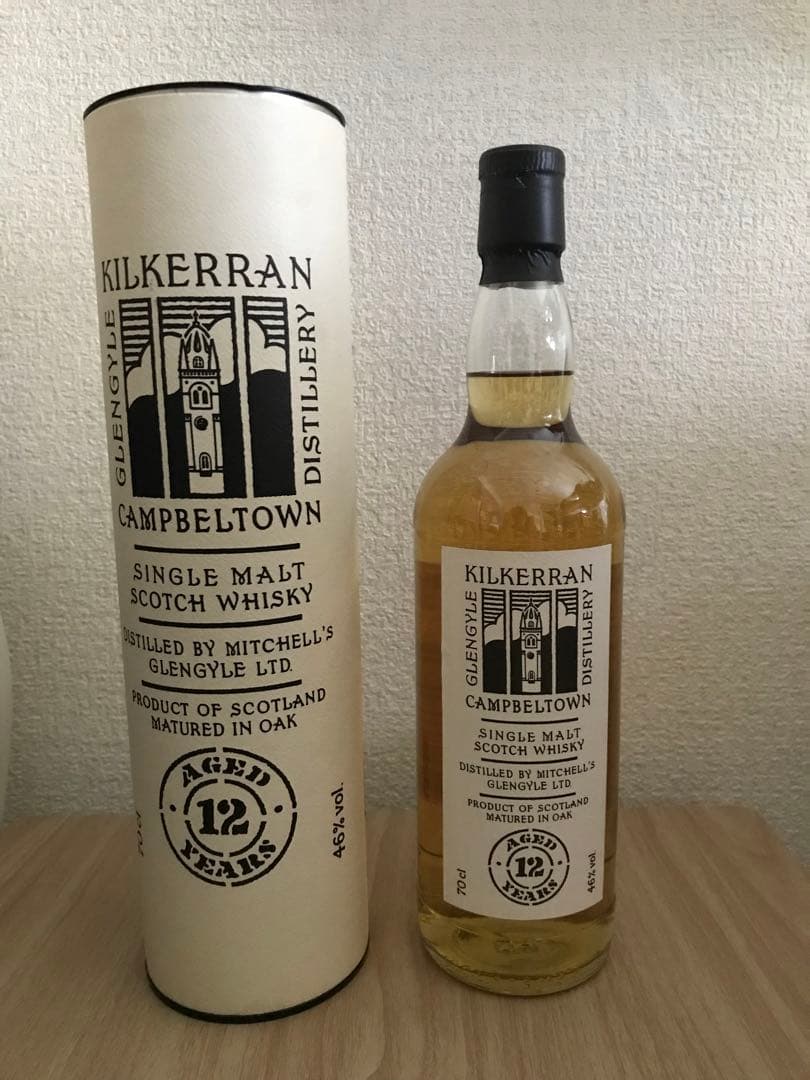 KILKERRAN
GLENGYLE
DISTILLERY
CAMPBELTOWN
SINGLE MALT
SCOTCH WHISKY
DISTILLED BY MITCHELL'S
GLENGYLE LTD.
PRODUCT OF SCOTLAND
MATURED IN OAK
AGED
12
YEARS
70cl
46% vol.
KILKERRAN
GLENGYLE
DISTILLERY
CAMPBELTOWN
SINGLE MALT
SCOTCH WHISKY
DISTILLED BY MITCHELL'S
GLENGYLE LTD.
PRODUCT OF SCOTLAND
MATURED IN OAK
AGED
12
YEARS
70cl
46% vol.